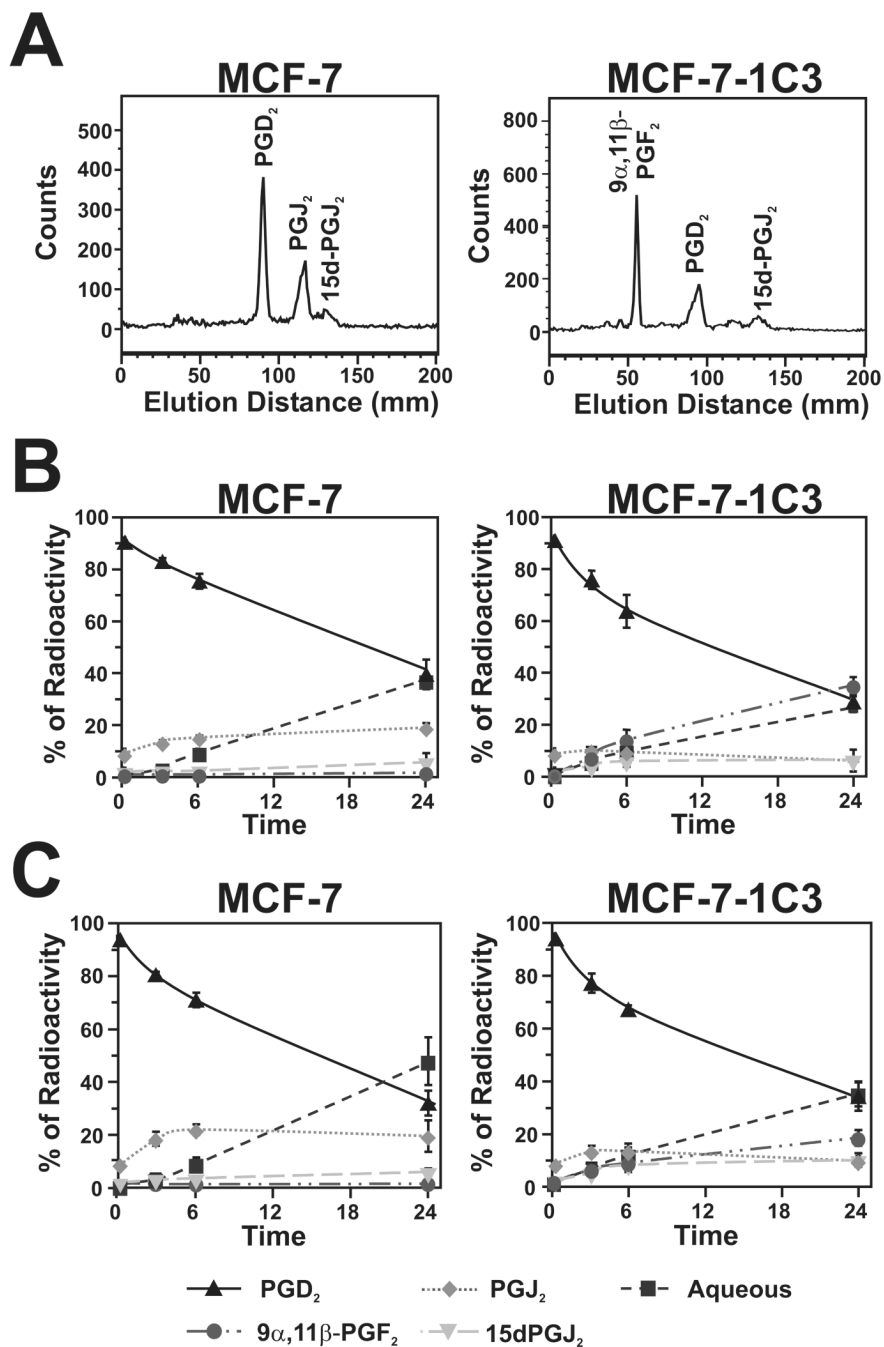 A
MCF-7
MCF-7-1C3
Counts
500
400
300
200
100
0
PGD₂
PGJ₂
15d-PGJ₂
0 50 100 150 200
Elution Distance (mm)
Counts
800
600
400
200
0
9α,11β-
PGF₂
PGD₂
15d-PGJ₂
0 50 100 150 200
Elution Distance (mm)
B
MCF-7
MCF-7-1C3
% of Radioactivity
100
80
60
40
20
0
0 6 12 18 24
Time
% of Radioactivity
100
80
60
40
20
0
0 6 12 18 24
Time
C
MCF-7
MCF-7-1C3
% of Radioactivity
100
80
60
40
20
0
0 6 12 18 24
Time
% of Radioactivity
100
80
60
40
20
0
0 6 12 18 24
Time
PGD₂ PGJ₂ Aqueous
9α,11β-PGF₂ 15dPGJ₂